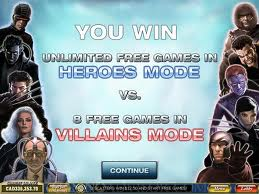 YOU WIN
UNLIMITED FREE GAMES IN
HEROES MODE
VS.
8 FREE GAMES IN
VILLAINS MODE
CONTINUE